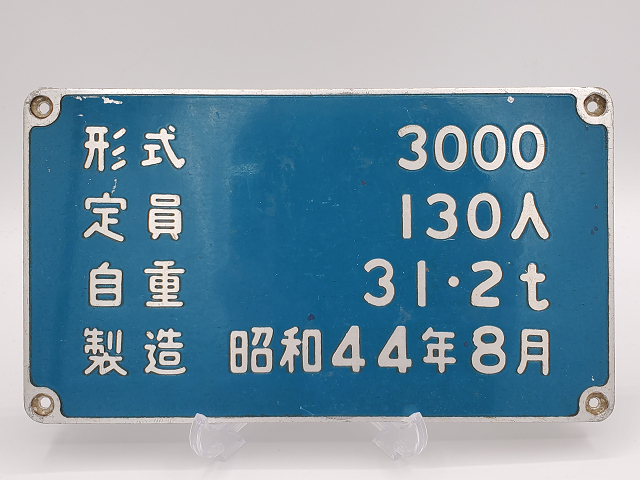 形式 3000
定員 130人
自重 31·2t
製造 昭和44年8月